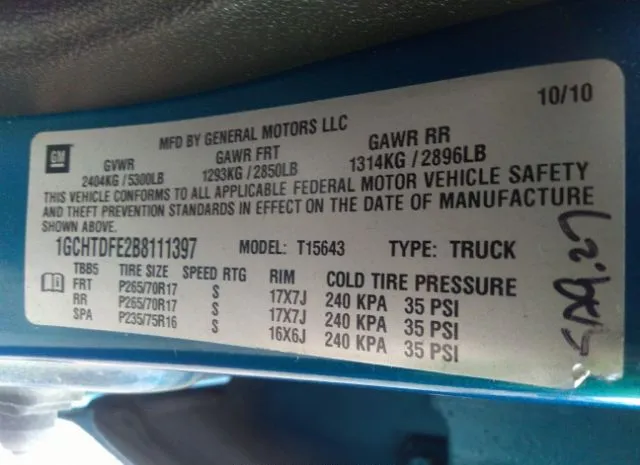 10/10
MFD BY GENERAL MOTORS LLC
GM
GVWR GAWR FRT GAWR RR
2404KG / 5300LB 1293KG / 2850LB 1314KG / 2896LB
THIS VEHICLE CONFORMS TO ALL APPLICABLE FEDERAL MOTOR VEHICLE SAFETY
AND THEFT PREVENTION STANDARDS IN EFFECT ON THE DATE OF MANUFACTURE
SHOWN ABOVE.
1GCHTDFE2B8111397 MODEL: T15643 TYPE: TRUCK
TBB5 TIRE SIZE SPEED RTG RIM COLD TIRE PRESSURE
FRT P265/70R17 S 17X7J 240 KPA 35 PSI
RR P265/70R17 S 17X7J 240 KPA 35 PSI
SPA P235/75R16 S 16X6J 240 KPA 35 PSI